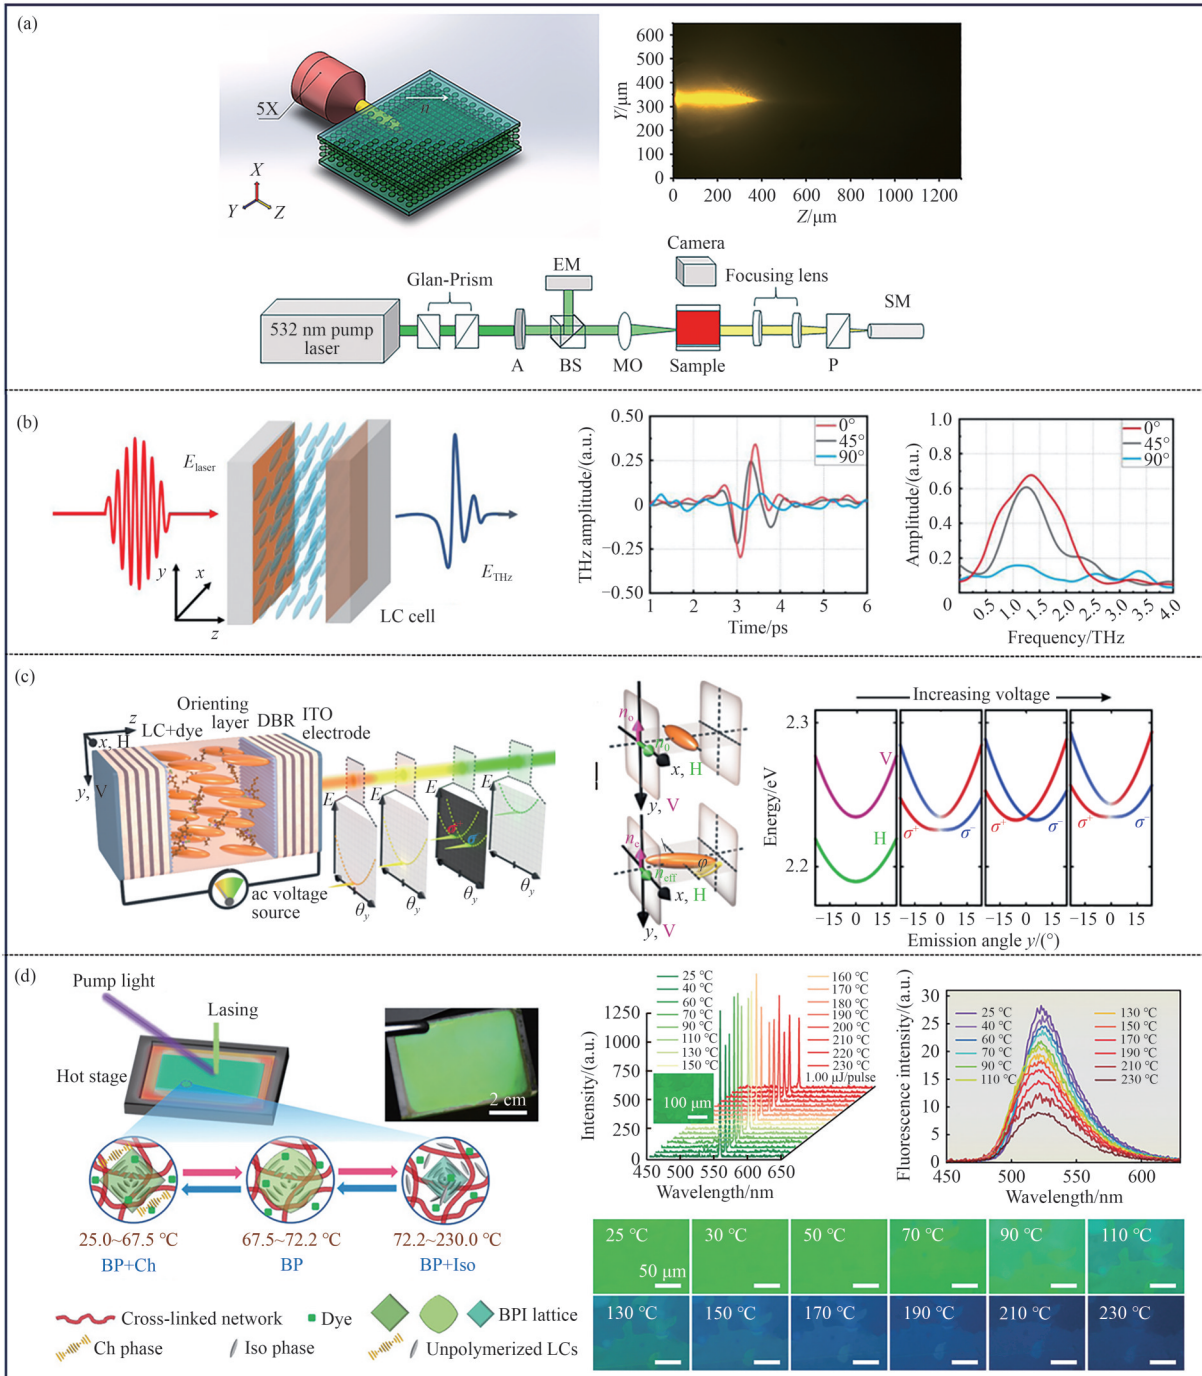 (a)
5X
n
X
Y
Z
Y/μm
600
500
400
300
200
100
0
0 200 400 600 800 1000 1200
Z/μm
Camera
Glan-Prism
EM
Focusing lens
SM
532 nm pump
laser
A
BS
MO
Sample
P
(b)
E laser
y
x
z
E THz
LC cell
THz amplitude/(a.u.)
0.50
0.25
0
−0.25
−0.50
0°
45°
90°
1 2 3 4 5 6
Time/ps
Amplitude/(a.u.)
1.0
0.8
0.6
0.4
0.2
0
0°
45°
90°
0.5 1.0 1.5 2.0 2.5 3.0 3.5 4.0
Frequency/THz
(c)
z
x, H
y, V
LC+dye
Orienting
layer
DBR
ITO
electrode
ac voltage
source
E
E
E
E
σ
σ
θy
θy
θy
θy
no
n0
x, H
y, V
ne
φ
neff
x, H
y, V
Increasing voltage
Energy/eV
2.3
2.2
V
H
σ+
σ−
σ+
σ−
σ+
σ−
−15 0 15
−15 0 15
−15 0 15
−15 0 15
Emission angle y/(°)
(d)
Pump light
Lasing
Hot stage
2 cm
25.0~67.5 ℃
67.5~72.2 ℃
72.2~230.0 ℃
BP+Ch
BP
BP+Iso
Cross-linked network
Dye
BPI lattice
Ch phase
Iso phase
Unpolymerized LCs
Intensity/(a.u.)
1250
1000
750
500
250
0
25 ℃
40 ℃
60 ℃
70 ℃
90 ℃
110 ℃
130 ℃
150 ℃
160 ℃
170 ℃
180 ℃
190 ℃
200 ℃
210 ℃
220 ℃
230 ℃
1.00 μJ/pulse
100 μm
450 500 550 600 650
Wavelength/nm
Fluorescence intensity/(a.u.)
30
25
20
15
10
5
0
25 ℃
40 ℃
60 ℃
70 ℃
90 ℃
110 ℃
130 ℃
150 ℃
170 ℃
190 ℃
210 ℃
230 ℃
450 500 550 600
Wavelength/nm
25 ℃
50 μm
30 ℃
50 ℃
70 ℃
90 ℃
110 ℃
130 ℃
150 ℃
170 ℃
190 ℃
210 ℃
230 ℃